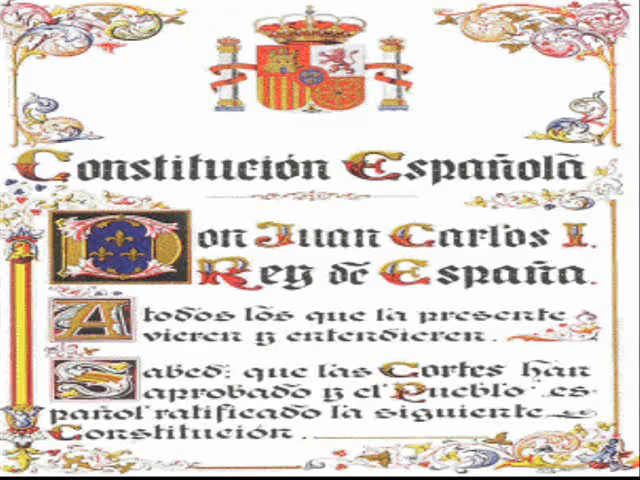 Constitución Española
Don Juan Carlos I.
Rey de España.
A todos los que la presente
vieren y entendieren.
Sabed: que las Cortes han
aprobado y el Pueblo es-
pañol ratificado la siguiente
Constitución.